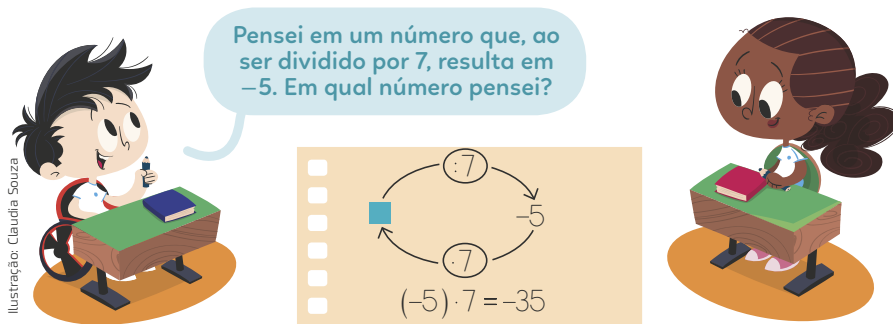 Pensei em um número que, ao
ser dividido por 7, resulta em
−5. Em qual número pensei?
Ilustração: Claudia Souza
:7
−5
·7
(−5) · 7 = −35